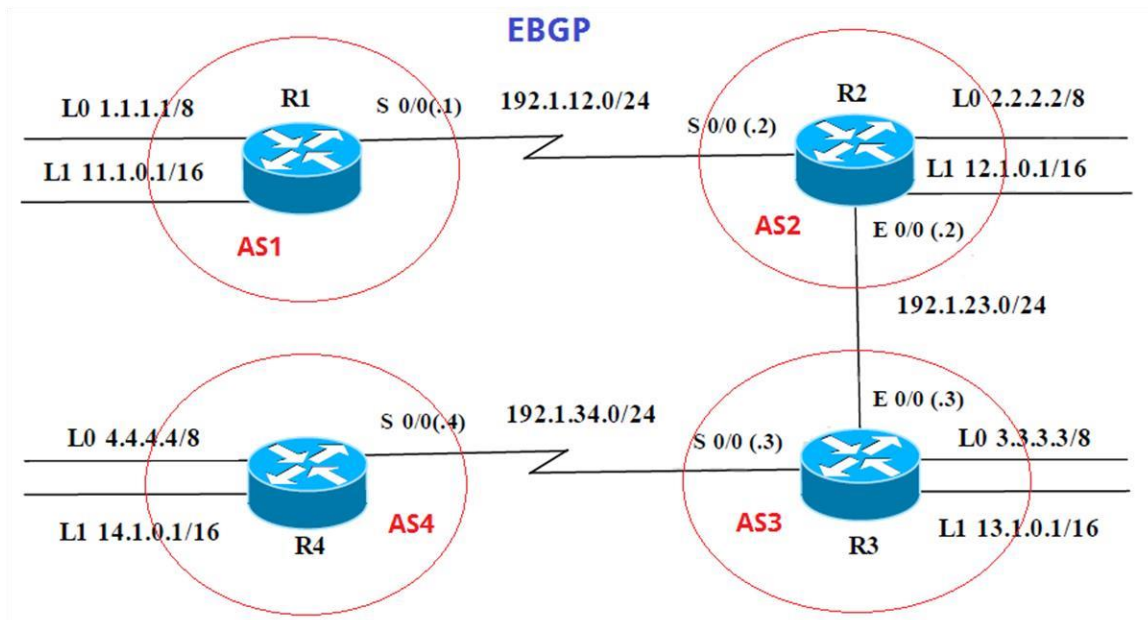 EBGP
L0 1.1.1.1/8
R1
S 0/0(.1)
192.1.12.0/24
R2
L0 2.2.2.2/8
S 0/0 (.2)
L1 11.1.0.1/16
L1 12.1.0.1/16
AS1
AS2
E 0/0 (.2)
192.1.23.0/24
E 0/0 (.3)
192.1.34.0/24
S 0/0(.4)
L0 4.4.4.4/8
S 0/0 (.3)
L0 3.3.3.3/8
L1 14.1.0.1/16
R4
AS4
AS3
R3
L1 13.1.0.1/16